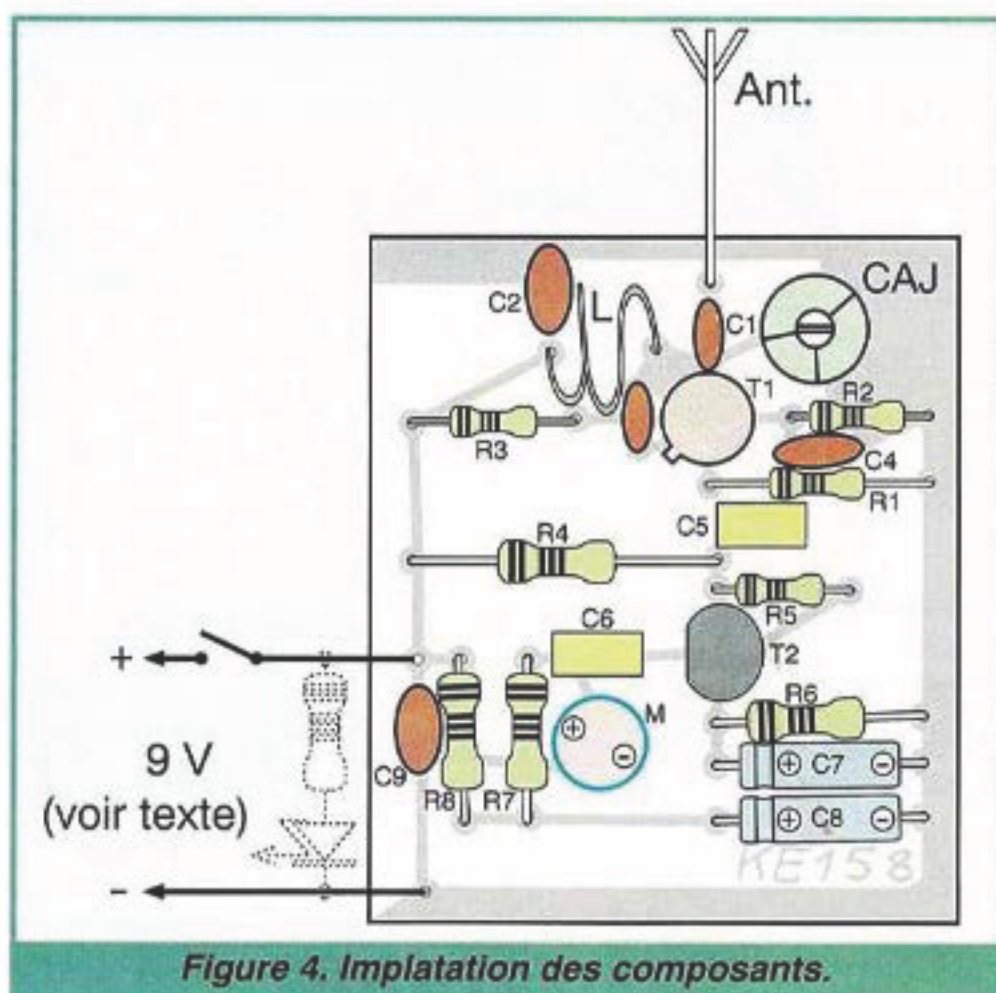 Ant.
CAJ
C2
L
C1
T1
R2
R3
C4
R1
C5
R4
R5
C6
T2
+
R6
+
M
-
+
C7
-
9 V
C9
(voir texte)
R8
R7
+
C8
-
KE158
-
Figure 4. Implatation des composants.